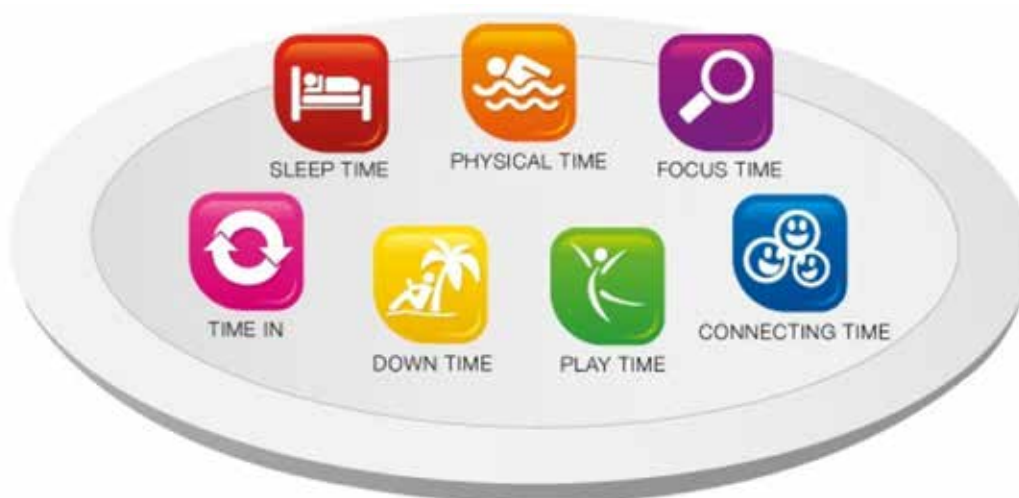 SLEEP TIME
PHYSICAL TIME
FOCUS TIME
TIME IN
DOWN TIME
PLAY TIME
CONNECTING TIME